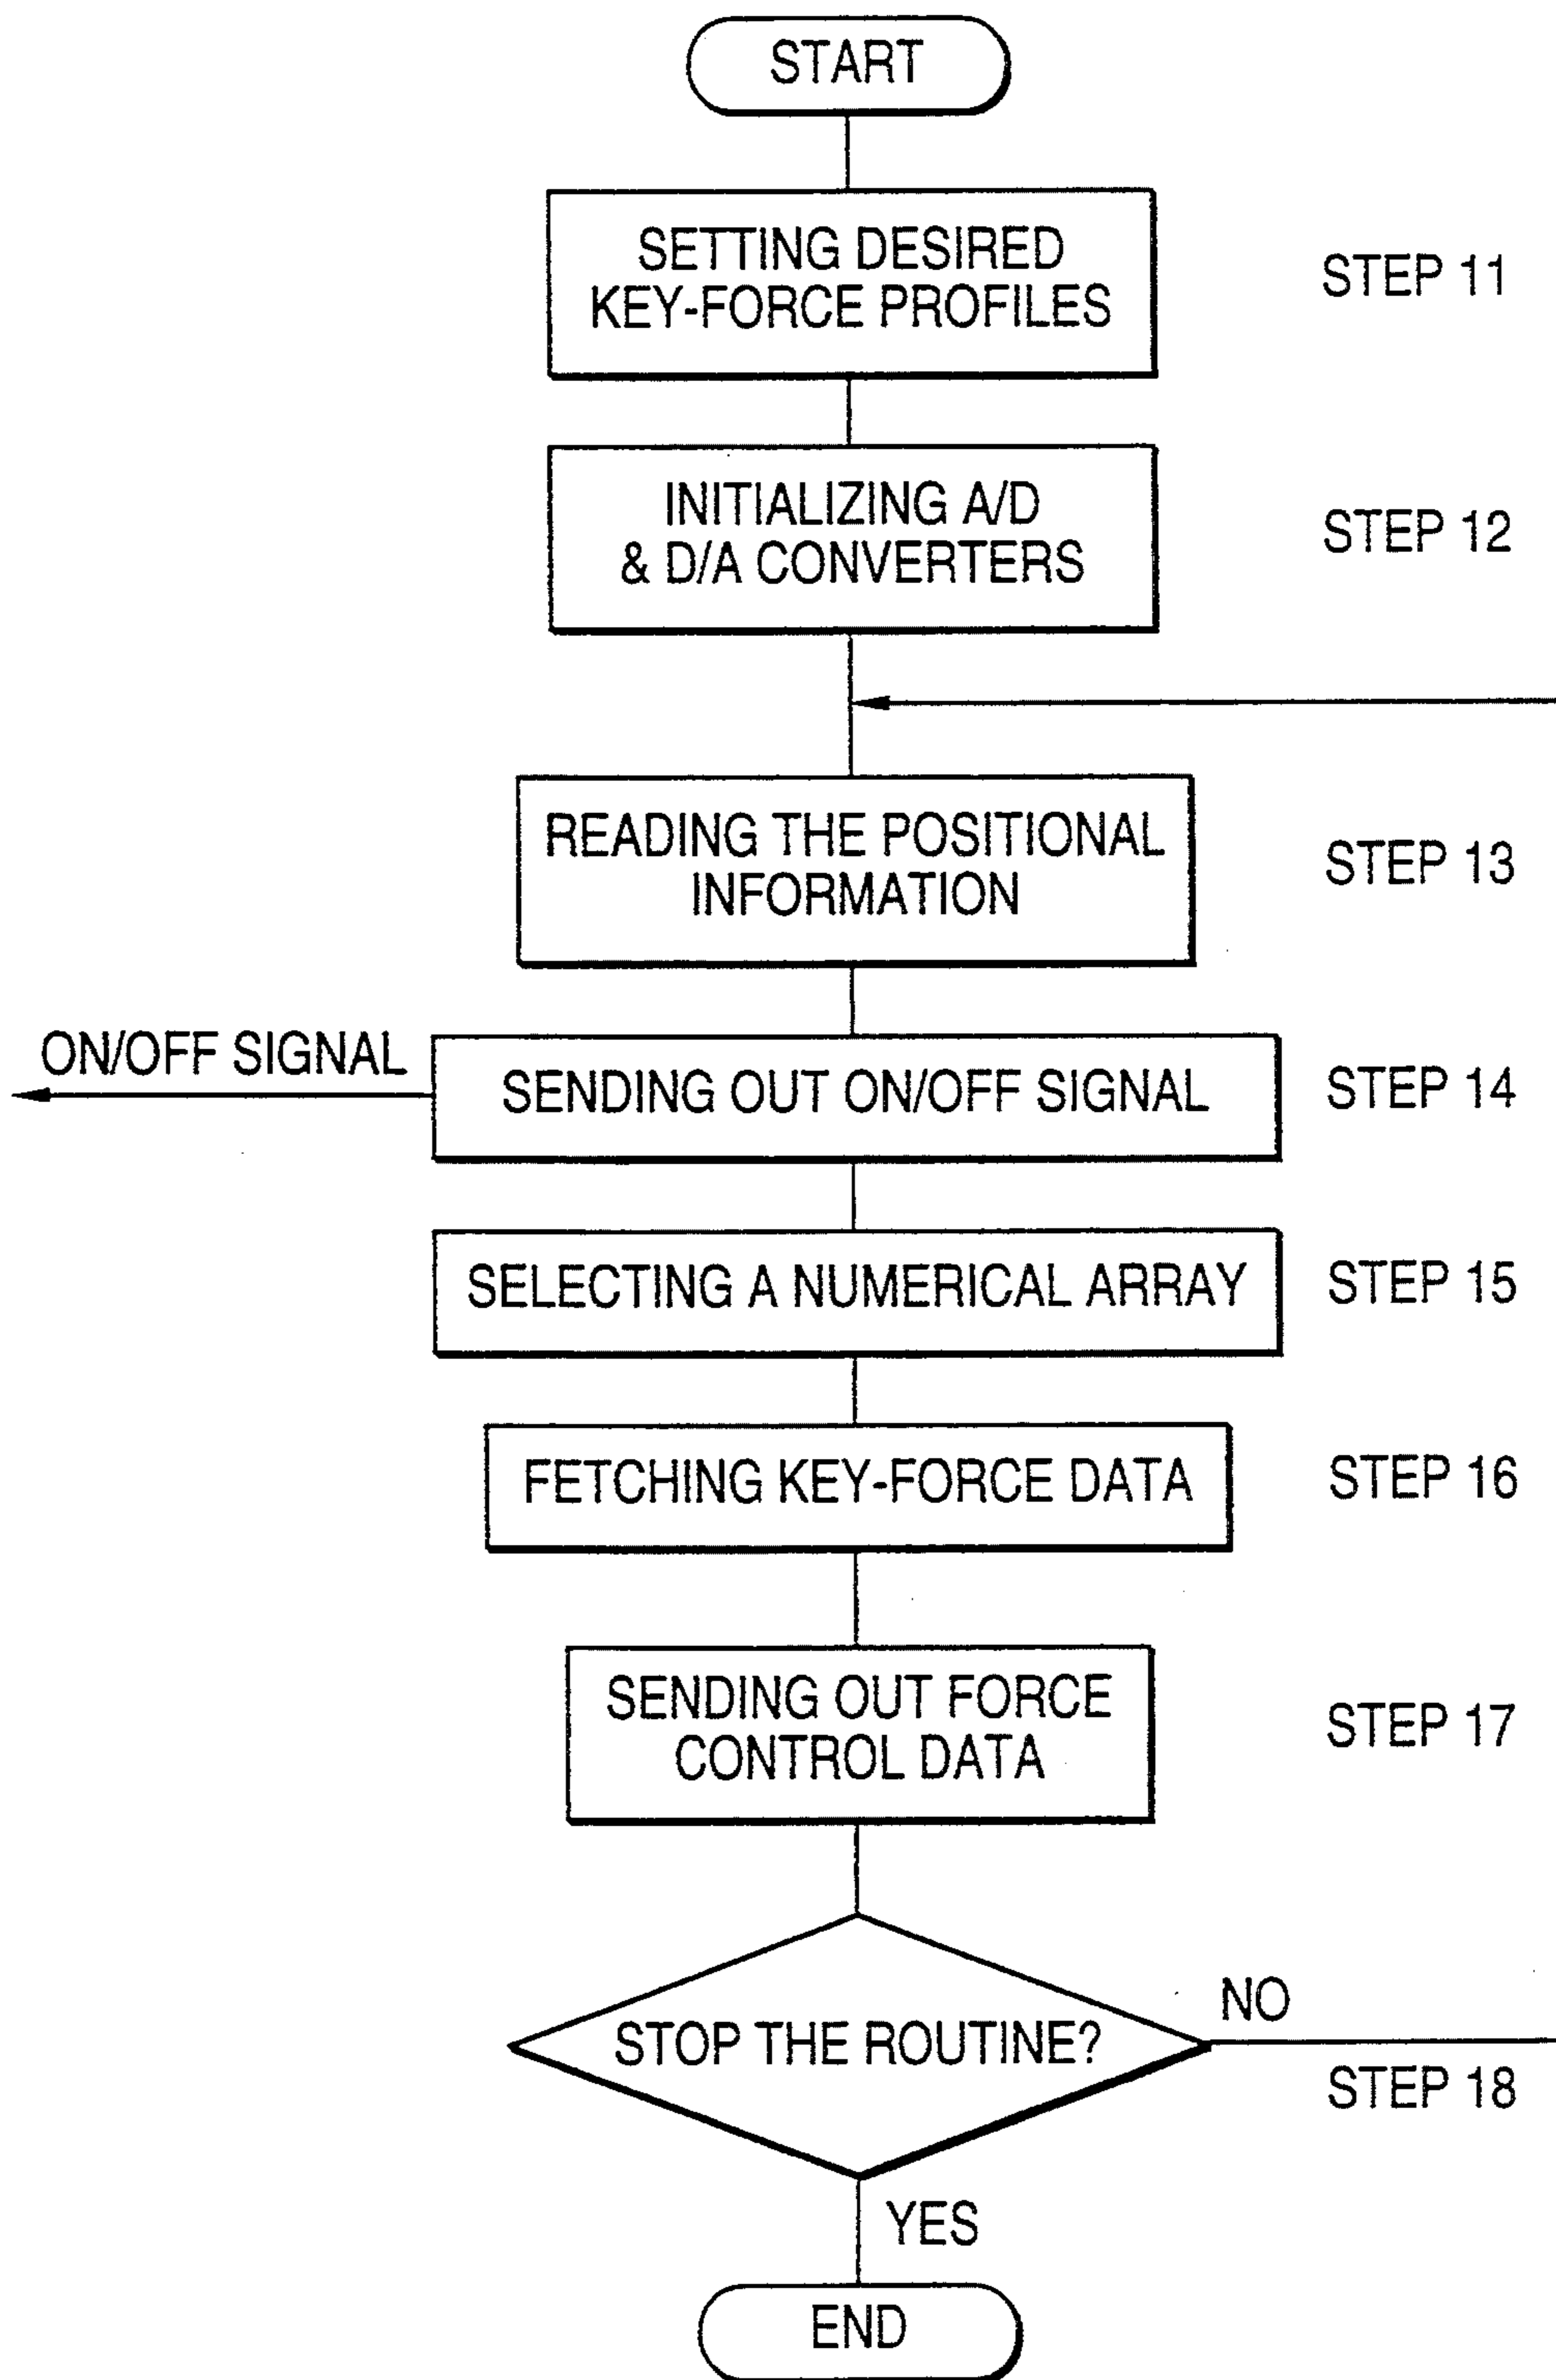 START
SETTING DESIRED
KEY-FORCE PROFILES
STEP 11
INITIALIZING A/D
& D/A CONVERTERS
STEP 12
READING THE POSITIONAL
INFORMATION
STEP 13
ON/OFF SIGNAL
SENDING OUT ON/OFF SIGNAL
STEP 14
SELECTING A NUMERICAL ARRAY
STEP 15
FETCHING KEY-FORCE DATA
STEP 16
SENDING OUT FORCE
CONTROL DATA
STEP 17
STOP THE ROUTINE?
NO
STEP 18
YES
END